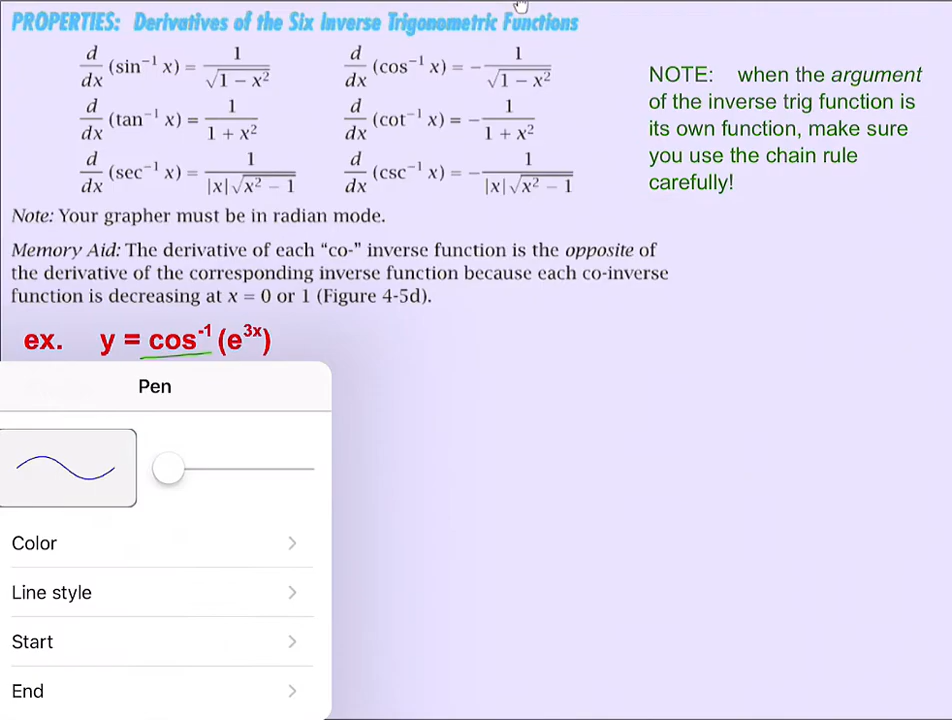 PROPERTIES: Derivatives of the Six Inverse Trigonometric Functions
d/dx (sin⁻¹ x) = 1/√(1 − x²)    d/dx (cos⁻¹ x) = − 1/√(1 − x²)
d/dx (tan⁻¹ x) = 1/(1 + x²)    d/dx (cot⁻¹ x) = − 1/(1 + x²)
d/dx (sec⁻¹ x) = 1/(|x|√(x² − 1))    d/dx (csc⁻¹ x) = − 1/(|x|√(x² − 1))
NOTE: when the argument
of the inverse trig function is
its own function, make sure
you use the chain rule
carefully!
Note: Your grapher must be in radian mode.
Memory Aid: The derivative of each “co-” inverse function is the opposite of
the derivative of the corresponding inverse function because each co-inverse
function is decreasing at x = 0 or 1 (Figure 4-5d).
ex. y = cos⁻¹ (e³ˣ)
Pen
Color
Line style
Start
End